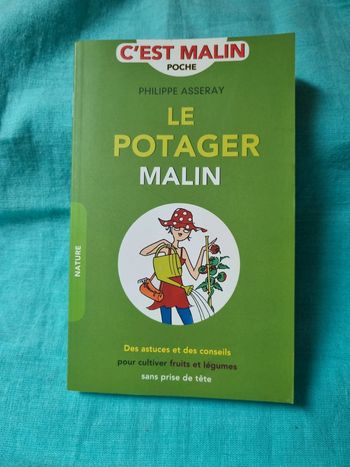 C'EST MALIN
POCHE
PHILIPPE ASSERAY
LE
POTAGER
MALIN
NATURE
Des astuces et des conseils
pour cultiver fruits et légumes
sans prise de tête